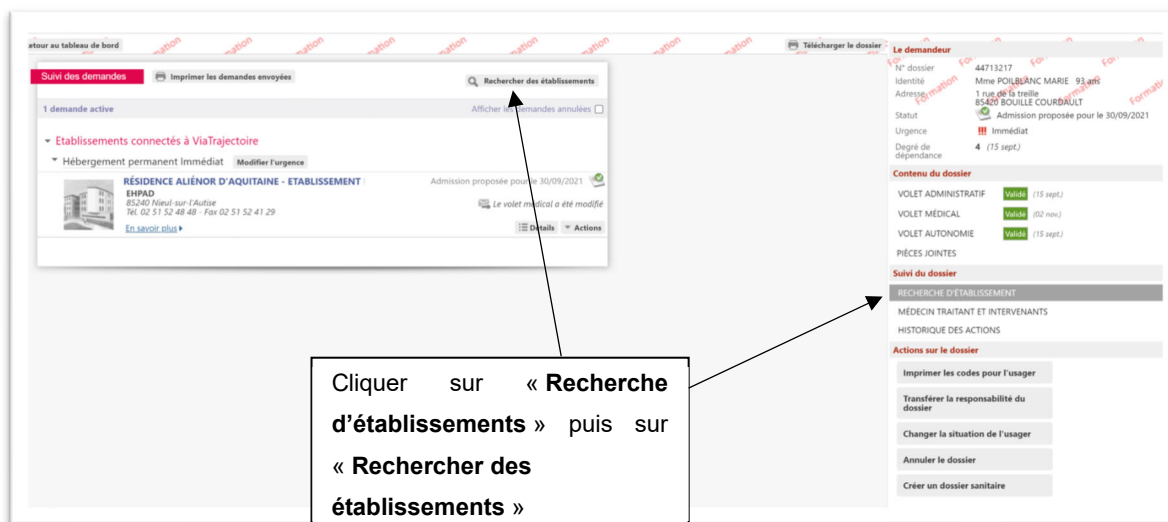 etour au tableau de bord
Télécharger le dossier
Suivi des demandes
Imprimer les demandes envoyées
Rechercher des établissements
1 demande active
Afficher les demandes annulées
Etablissements connectés à ViaTrajectoire
Hébergement permanent Immédiat
Modifier l'urgence
RÉSIDENCE ALIÉNOR D'AQUITAINE - ETABLISSEMENT
Admission proposée pour le 30/09/2021
EHPAD
85240 Nieul-sur-l'Autise
Tél. 02 51 52 48 48 - Fax 02 51 52 41 29
Le volet médical a été modifié
En savoir plus
Détails
Actions
Cliquer sur « Recherche
d'établissements » puis sur
« Rechercher des
établissements »
Le demandeur
N° dossier 44713217
Identité Mme POILBLANC MARIE 93 ans
Adresse 1 rue de la treille
85420 BOUILLE COURDAULT
Statut Admission proposée pour le 30/09/2021
Urgence !!! Immédiat
Degré de 4 (15 sept.)
dépendance
Contenu du dossier
VOLET ADMINISTRATIF Validé (15 sept.)
VOLET MÉDICAL Validé (02 nov.)
VOLET AUTONOMIE Validé (15 sept.)
PIÈCES JOINTES
Suivi du dossier
RECHERCHE D'ÉTABLISSEMENT
MÉDECIN TRAITANT ET INTERVENANTS
HISTORIQUE DES ACTIONS
Actions sur le dossier
Imprimer les codes pour l'usager
Transférer la responsabilité du
dossier
Changer la situation de l'usager
Annuler le dossier
Créer un dossier sanitaire